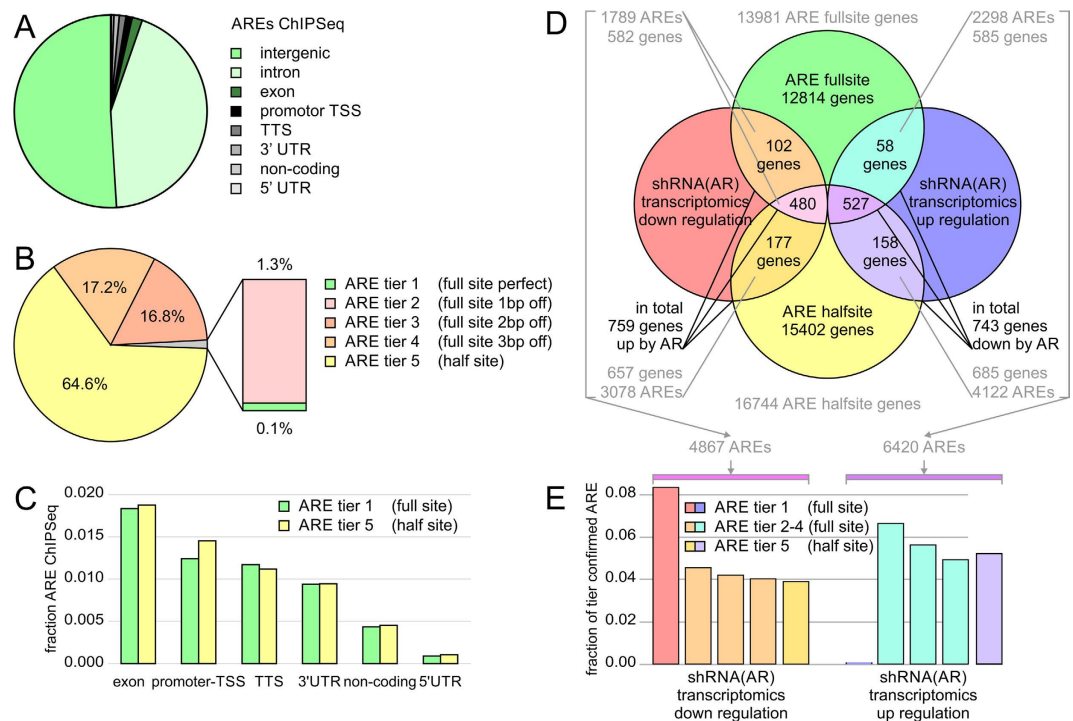 A
AREs ChIPSeq
intergenic
intron
exon
promotor TSS
TTS
3' UTR
non-coding
5' UTR
B
17.2%
16.8%
64.6%
1.3%
0.1%
ARE tier 1 (full site perfect)
ARE tier 2 (full site 1bp off)
ARE tier 3 (full site 2bp off)
ARE tier 4 (full site 3bp off)
ARE tier 5 (half site)
C
fraction ARE ChIPSeq
0.020
0.015
0.010
0.005
0.000
ARE tier 1 (full site)
ARE tier 5 (half site)
exon promoter-TSS TTS 3'UTR non-coding 5'UTR
D
1789 AREs
582 genes
13981 ARE fullsite genes
2298 AREs
585 genes
ARE fullsite
12814 genes
102
genes
58
genes
shRNA(AR)
transcriptomics
down regulation
480
527
shRNA(AR)
transcriptomics
up regulation
177
genes
158
genes
ARE halfsite
15402 genes
in total
759 genes
up by AR
in total
743 genes
down by AR
657
3078 AREs
685 genes
4122 AREs
16744 ARE halfsite genes
4867 AREs
6420 AREs
E
fraction of tier confirmed ARE
0.08
0.06
0.04
0.02
0.00
ARE tier 1 (full site)
ARE tier 2-4 (full site)
ARE tier 5 (half site)
shRNA(AR)
transcriptomics
down regulation
shRNA(AR)
transcriptomics
up regulation